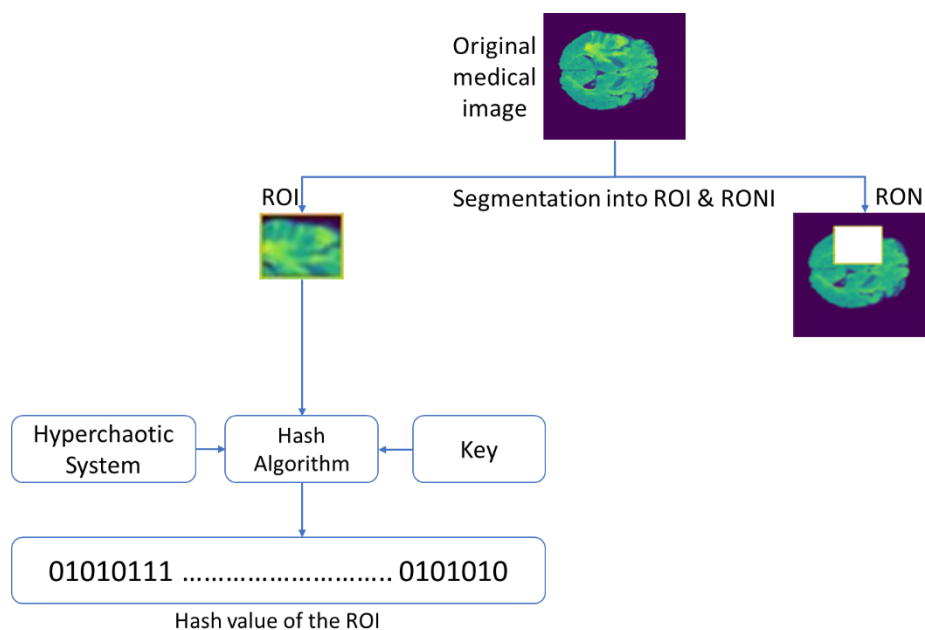 Original
medical
image
ROI
Segmentation into ROI & RONI
RON
Hyperchaotic
System
Hash
Algorithm
Key
01010111 ............................. 0101010
Hash value of the ROI